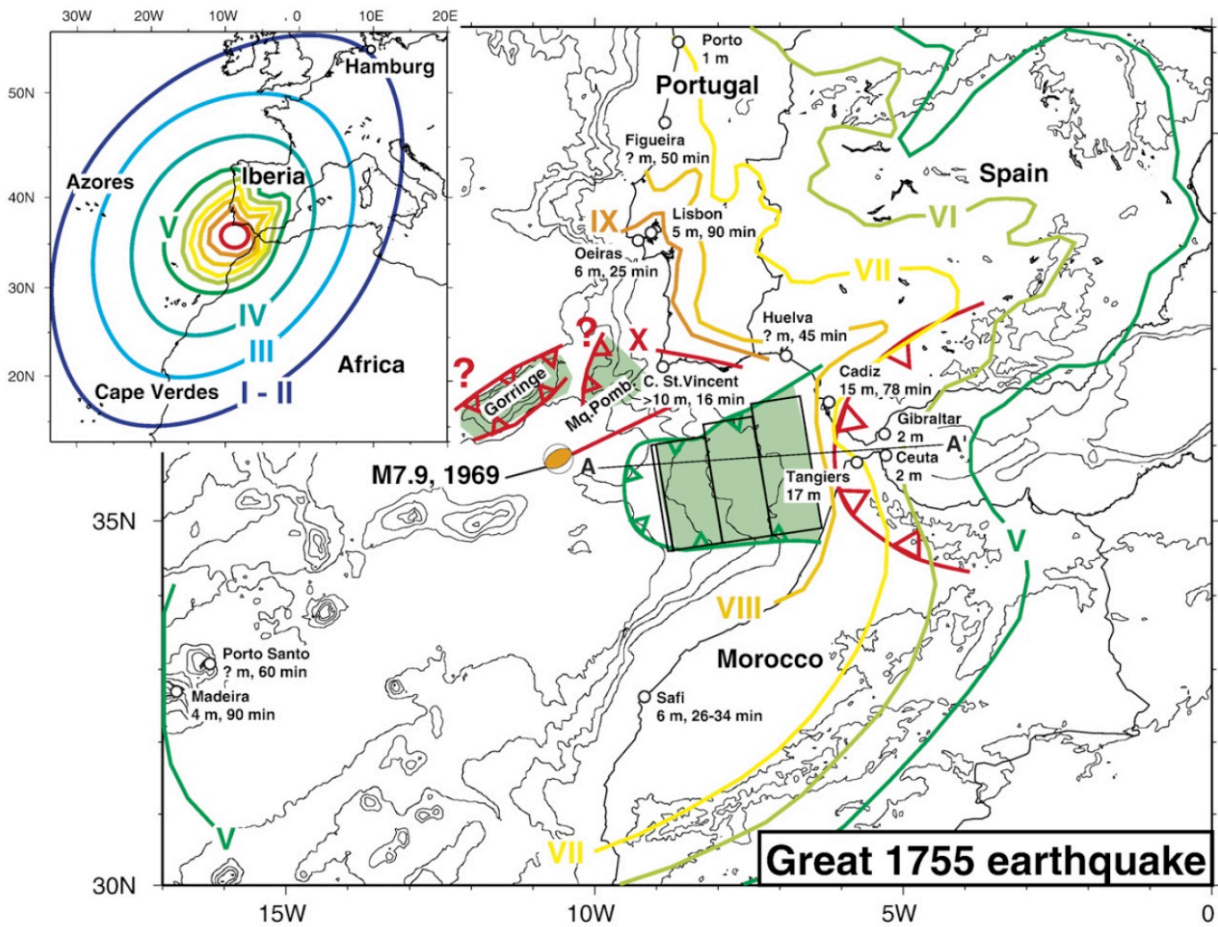 30W
20W
10W
0
10E
20E
50N
40N
30N
20N
Hamburg
Azores
Iberia
V
IV
III
Africa
Cape Verdes
I - II
Porto
1 m
Portugal
Figueira
? m, 50 min
Spain
IX
Lisbon
5 m, 90 min
VI
Oeiras
6 m, 25 min
VII
Huelva
? m, 45 min
?
?
X
Gorringe
Mq.Pomb.
C. St.Vincent
>10 m, 16 min
Cadiz
15 m, 78 min
Gibraltar
2 m
Ceuta
2 m
A
A'
M7.9, 1969
Tangiers
17 m
35N
V
VIII
Morocco
Porto Santo
? m, 60 min
Madeira
4 m, 90 min
Safi
6 m, 26-34 min
V
VII
Great 1755 earthquake
30N
15W
10W
5W
0